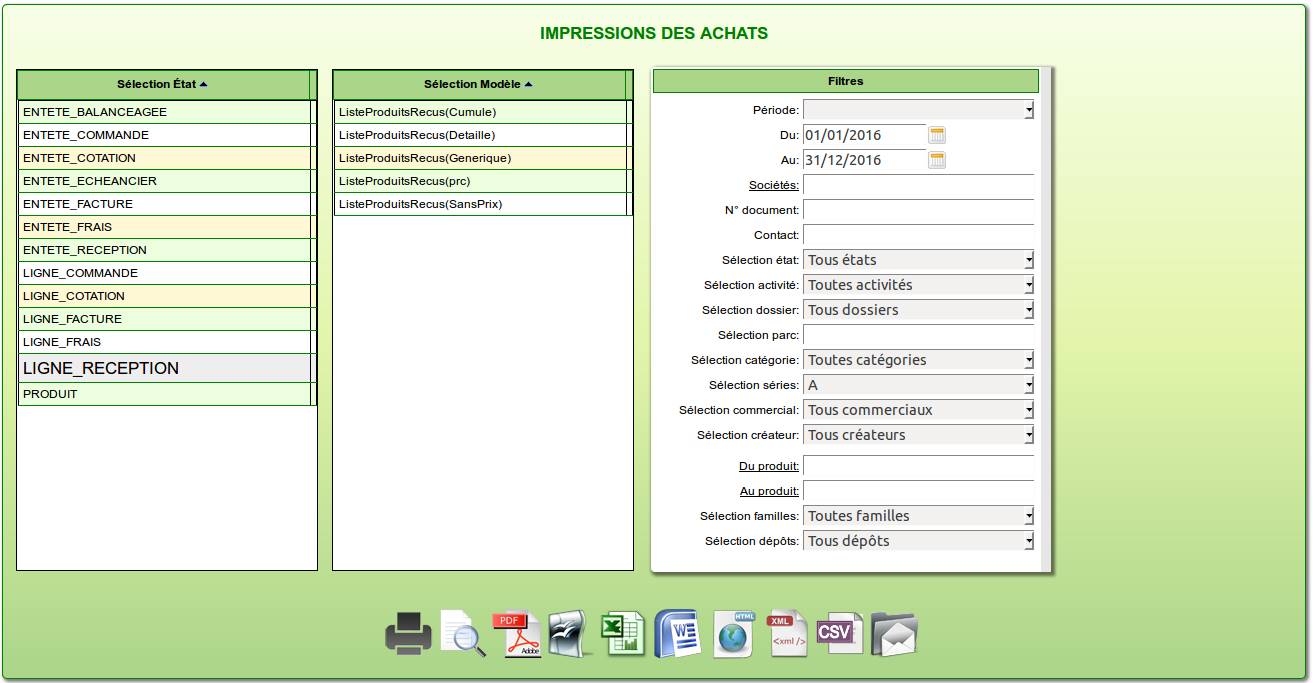 IMPRESSIONS DES ACHATS
Sélection État
ENTETE_BALANCEAGEE
ENTETE_COMMANDE
ENTETE_COTATION
ENTETE_ECHEANCIER
ENTETE_FACTURE
ENTETE_FRAIS
ENTETE_RECEPTION
LIGNE_COMMANDE
LIGNE_COTATION
LIGNE_FACTURE
LIGNE_FRAIS
LIGNE_RECEPTION
PRODUIT
Sélection Modèle
ListeProduitsRecus(Cumule)
ListeProduitsRecus(Detaille)
ListeProduitsRecus(Generique)
ListeProduitsRecus(prc)
ListeProduitsRecus(SansPrix)
Filtres
Période:
Du: 01/01/2016
Au: 31/12/2016
Sociétés:
N° document:
Contact:
Sélection état: Tous états
Sélection activité: Toutes activités
Sélection dossier: Tous dossiers
Sélection parc:
Sélection catégorie: Toutes catégories
Sélection séries: A
Sélection commercial: Tous commerciaux
Sélection créateur: Tous créateurs
Du produit:
Au produit:
Sélection familles: Toutes familles
Sélection dépôts: Tous dépôts
PDF
Adobe
X
W
HTML
XML
<xml />
CSV